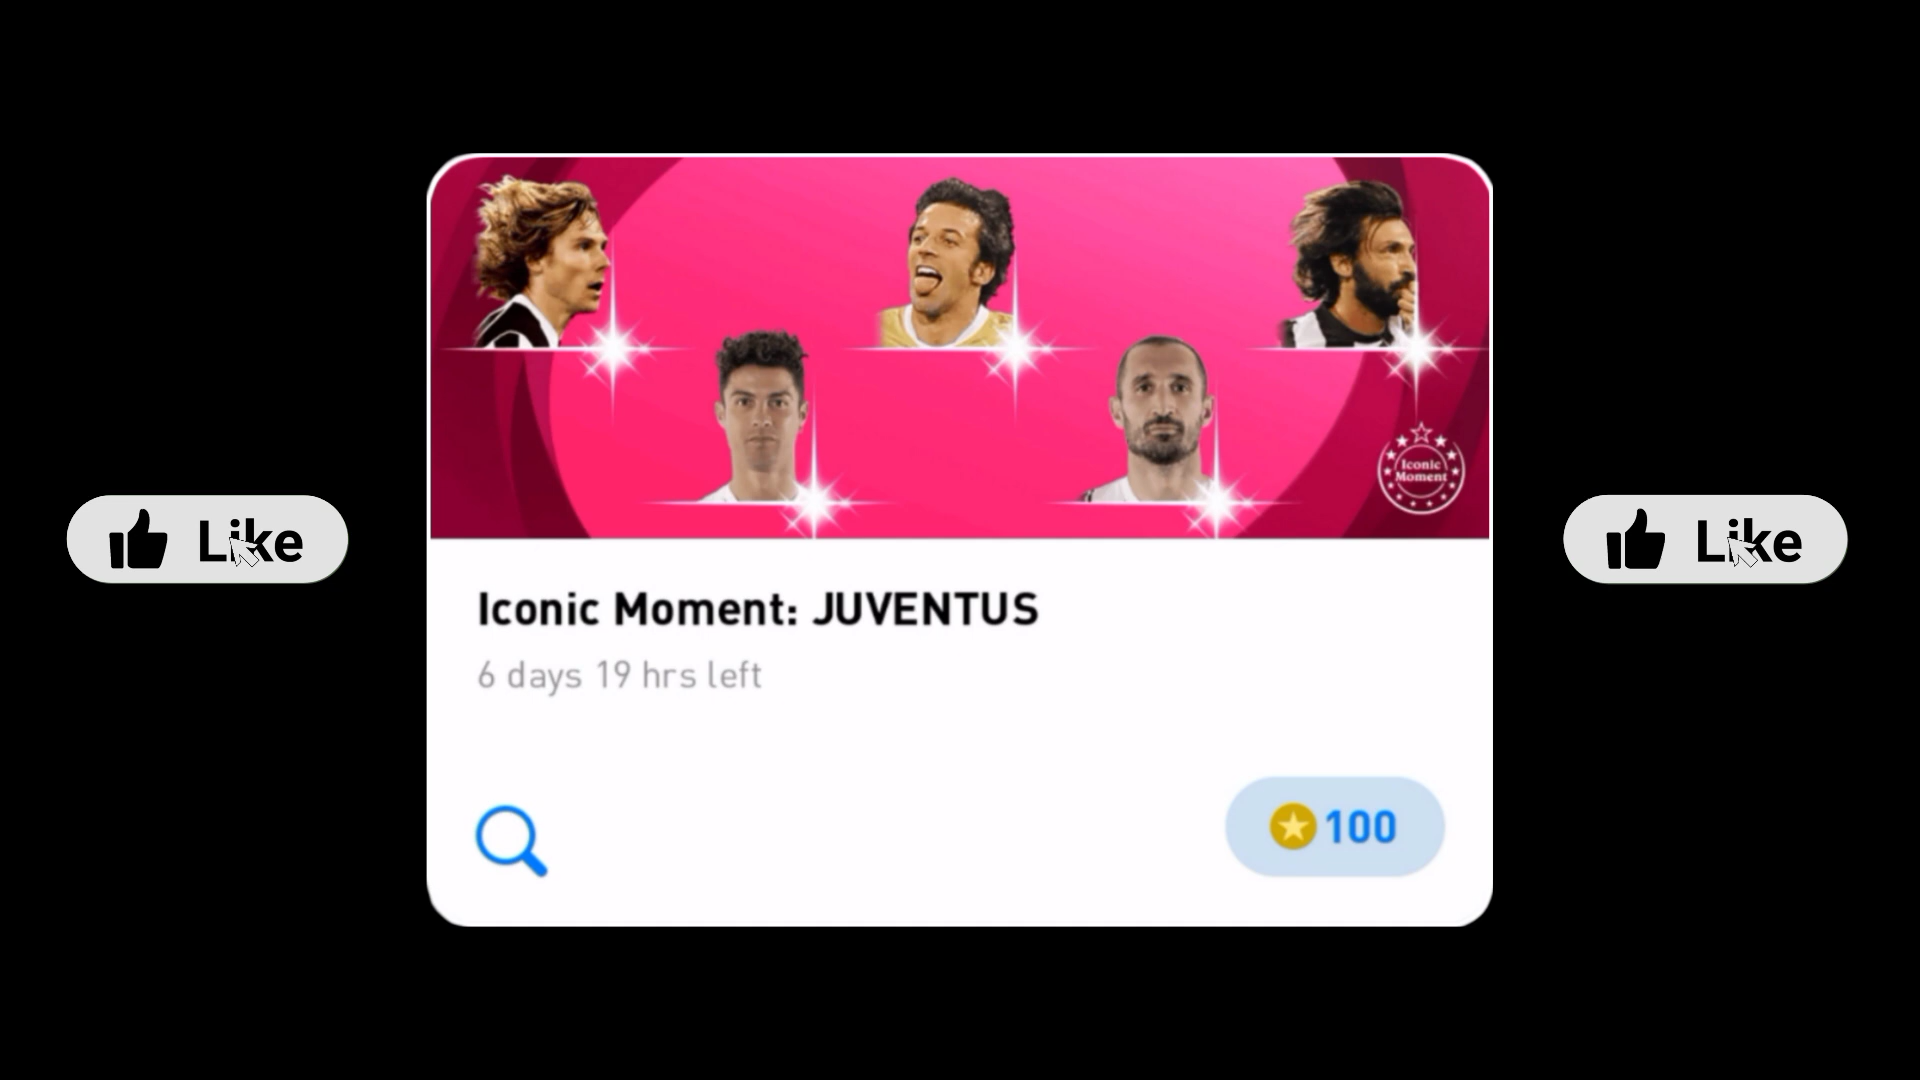 Iconic
Moment
Like
Like
Iconic Moment: JUVENTUS
6 days 19 hrs left
100